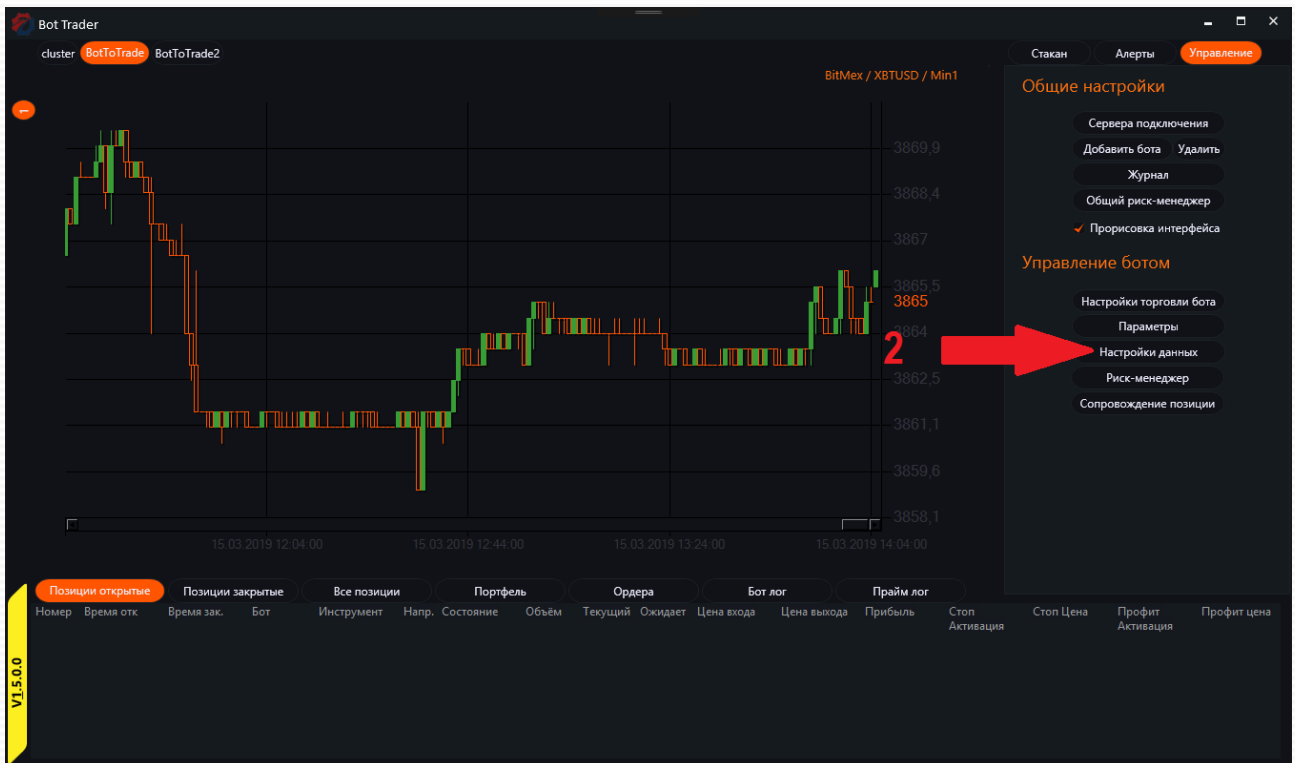 Bot Trader
cluster BotToTrade BotToTrade2
Стакан Алерты Управление
BitMex / XBTUSD / Min1
Общие настройки
1
Сервера подключения
3869,9
Добавить бота Удалить
Журнал
3868,4
Общий риск-менеджер
Прорисовка интерфейса
3867
Управление ботом
3865,5
3865
Настройки торговли бота
Параметры
3864
2
Настройки данных
3862,5
Риск-менеджер
Сопровождение позиции
3861,1
3859,6
3858,1
15.03.2019 12:04:00 15.03.2019 12:44:00 15.03.2019 13:24:00 15.03.2019 14:04:00
Позиции открытые Позиции закрытые Все позиции Портфель Ордера Бот лог Прайм лог
Номер Время отк Время зак. Бот Инструмент Напр. Состояние Объём Текущий Ожидает Цена входа Цена выхода Прибыль Стоп Стоп Цена Профит Профит цена
Активация Активация
V1.5.0.0